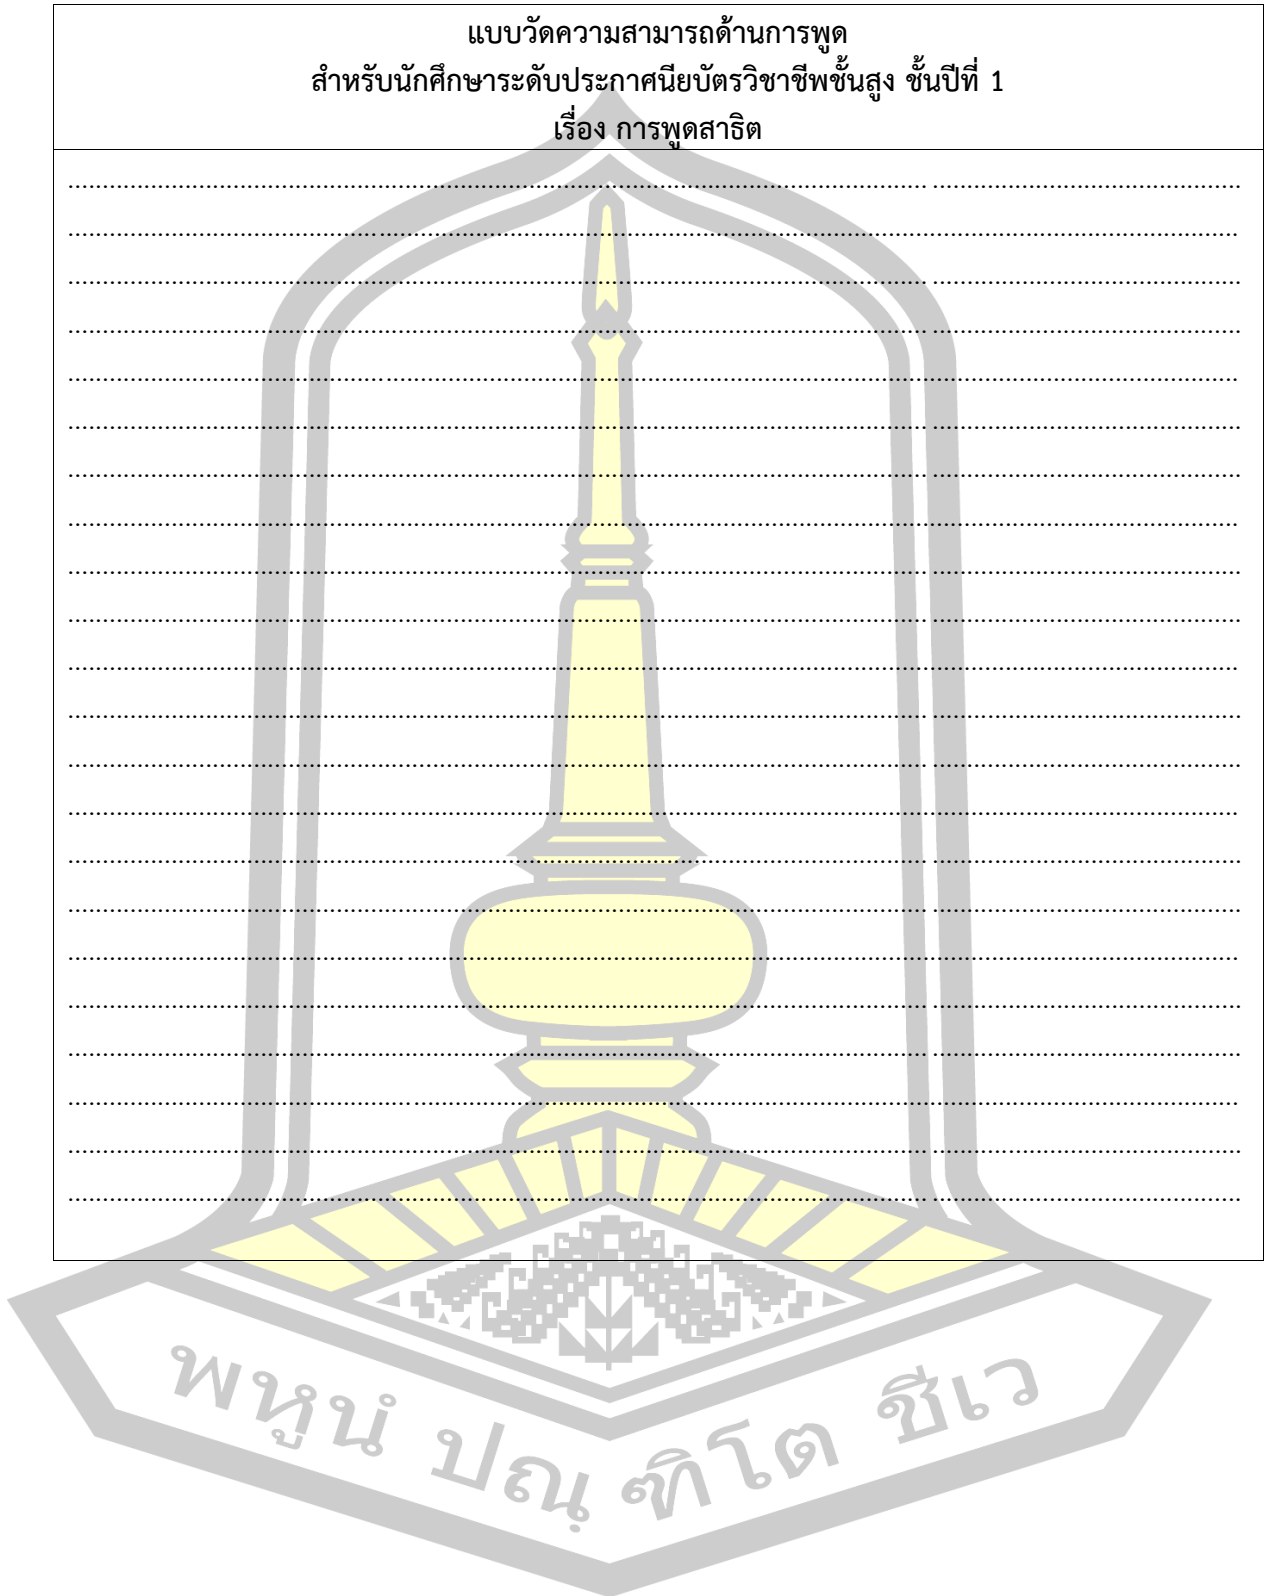 แบบวัดความสามารถด้านการพูด
สำหรับนักศึกษาระดับประกาศนียบัตรวิชาชีพชั้นสูง ชั้นปีที่ 1
เรื่อง การพูดสาธิต
พหูนํ ปณฺฑิโต ชีเว